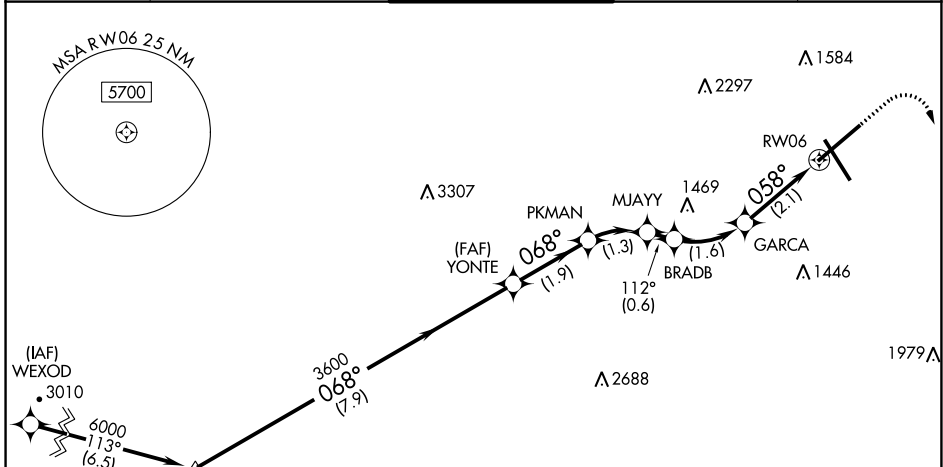 MSA RW06 25 NM
5700
1584
2297
RW06
3307
1469
MJAYY
PKMAN
058°
(2.1)
(FAF)
YONTE
068°
(1.9)
(1.3)
(1.6)
GARCA
BRADB
112°
(0.6)
1446
1979
(IAF)
WEXOD
3010
3600
068°
(7.9)
2688
6000
113°
(6.5)